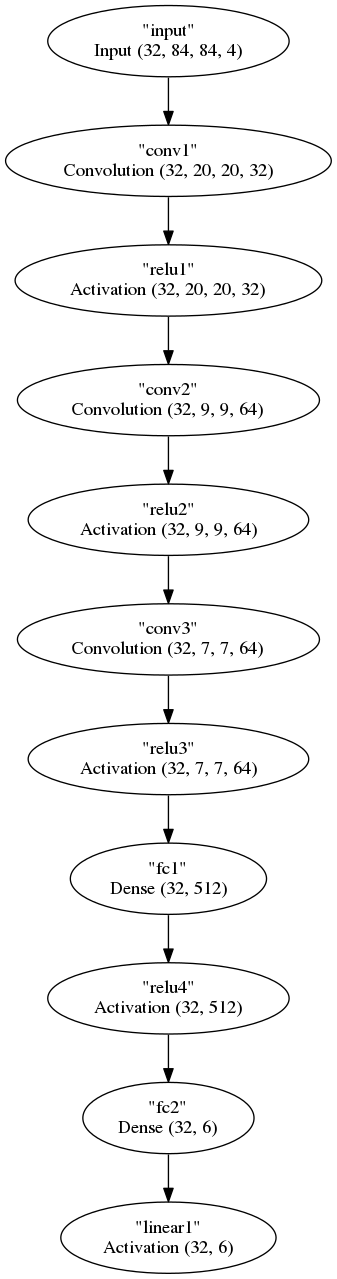 "input"
Input (32, 84, 84, 4)
"conv1"
Convolution (32, 20, 20, 32)
"relu1"
Activation (32, 20, 20, 32)
"conv2"
Convolution (32, 9, 9, 64)
"relu2"
Activation (32, 9, 9, 64)
"conv3"
Convolution (32, 7, 7, 64)
"relu3"
Activation (32, 7, 7, 64)
"fc1"
Dense (32, 512)
"relu4"
Activation (32, 512)
"fc2"
Dense (32, 6)
"linear1"
Activation (32, 6)